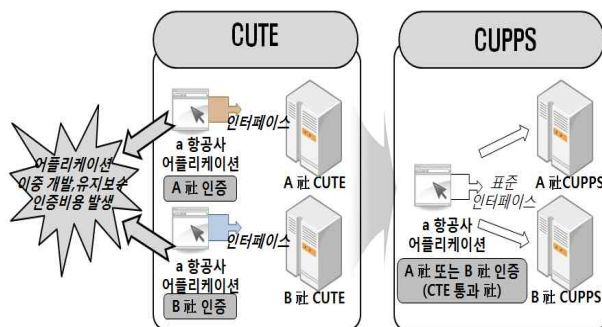 CUTE
CUPPS
인터페이스
a 항공사
어플리케이션
A 社 인증
A 社 CUTE
어플리케이션
이중 개발,유지보수
인증비용 발생
인터페이스
a 항공사
어플리케이션
B 社 인증
B 社 CUTE
A 社CUPPS
표준
인터페이스
a 항공사
어플리케이션
A 社 또는 B 社 인증
(CTE 통과 社)
B 社 CUPPS